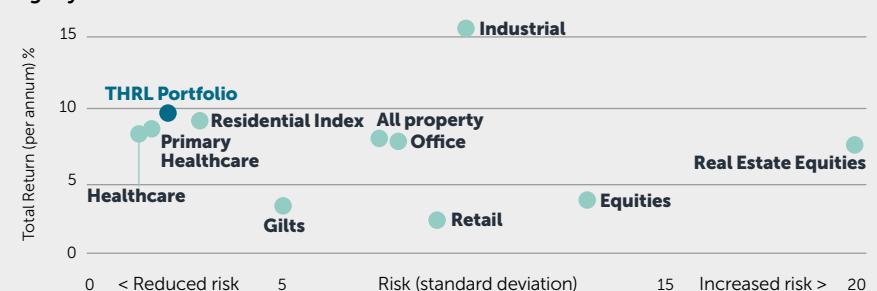 15
Industrial
Total Return (per annum) %
THRL Portfolio
10
Residential Index
All property
Primary
Healthcare
Office
Real Estate Equities
5
Healthcare
Equities
Gilts
Retail
0
0 < Reduced risk 5 Risk (standard deviation) 15 Increased risk > 20